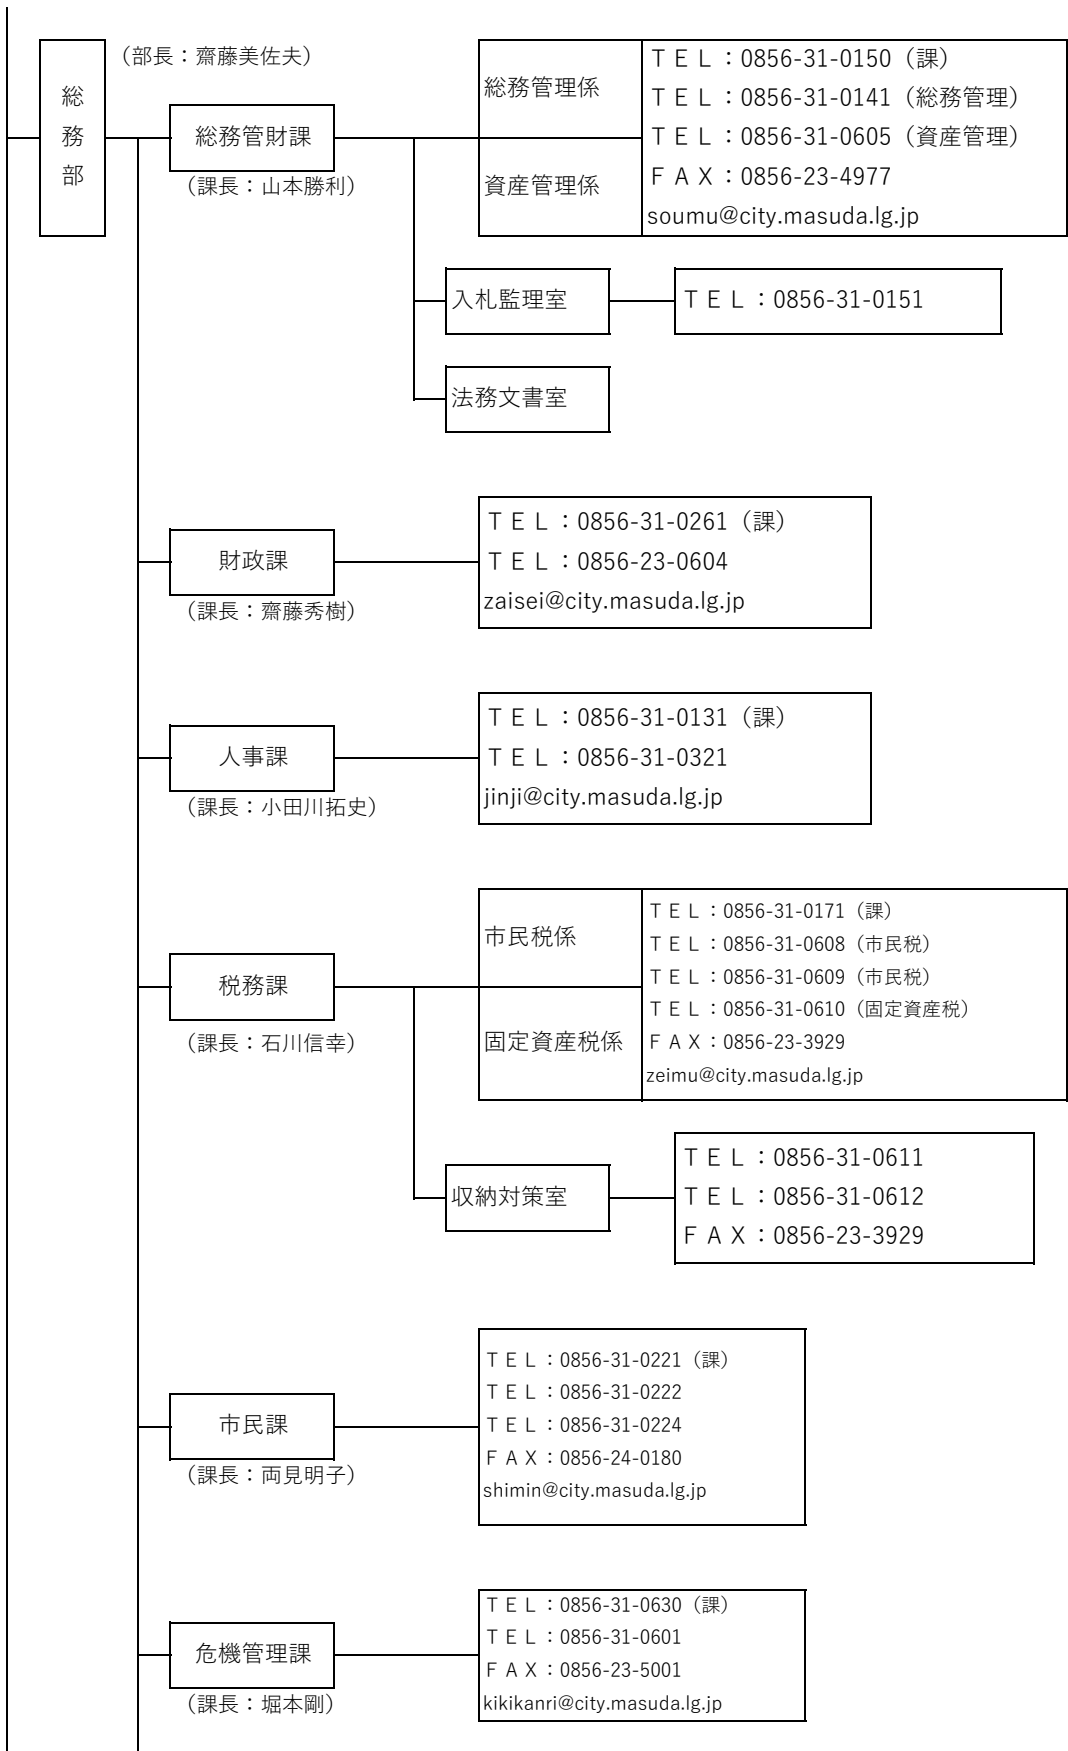 （部長：齋藤美佐夫）
総務部
総務管財課
（課長：山本勝利）
総務管理係
資産管理係
ＴＥＬ：0856-31-0150（課）
ＴＥＬ：0856-31-0141（総務管理）
ＴＥＬ：0856-31-0605（資産管理）
ＦＡＸ：0856-23-4977
soumu@city.masuda.lg.jp
入札監理室
ＴＥＬ：0856-31-0151
法務文書室
財政課
（課長：齋藤秀樹）
ＴＥＬ：0856-31-0261（課）
ＴＥＬ：0856-23-0604
zaisei@city.masuda.lg.jp
人事課
（課長：小田川拓史）
ＴＥＬ：0856-31-0131（課）
ＴＥＬ：0856-31-0321
jinji@city.masuda.lg.jp
税務課
（課長：石川信幸）
市民税係
固定資産税係
ＴＥＬ：0856-31-0171（課）
ＴＥＬ：0856-31-0608（市民税）
ＴＥＬ：0856-31-0609（市民税）
ＴＥＬ：0856-31-0610（固定資産税）
ＦＡＸ：0856-23-3929
zeimu@city.masuda.lg.jp
収納対策室
ＴＥＬ：0856-31-0611
ＴＥＬ：0856-31-0612
ＦＡＸ：0856-23-3929
市民課
（課長：両見明子）
ＴＥＬ：0856-31-0221（課）
ＴＥＬ：0856-31-0222
ＴＥＬ：0856-31-0224
ＦＡＸ：0856-24-0180
shimin@city.masuda.lg.jp
危機管理課
（課長：堀本剛）
ＴＥＬ：0856-31-0630（課）
ＴＥＬ：0856-31-0601
ＦＡＸ：0856-23-5001
kikikanri@city.masuda.lg.jp